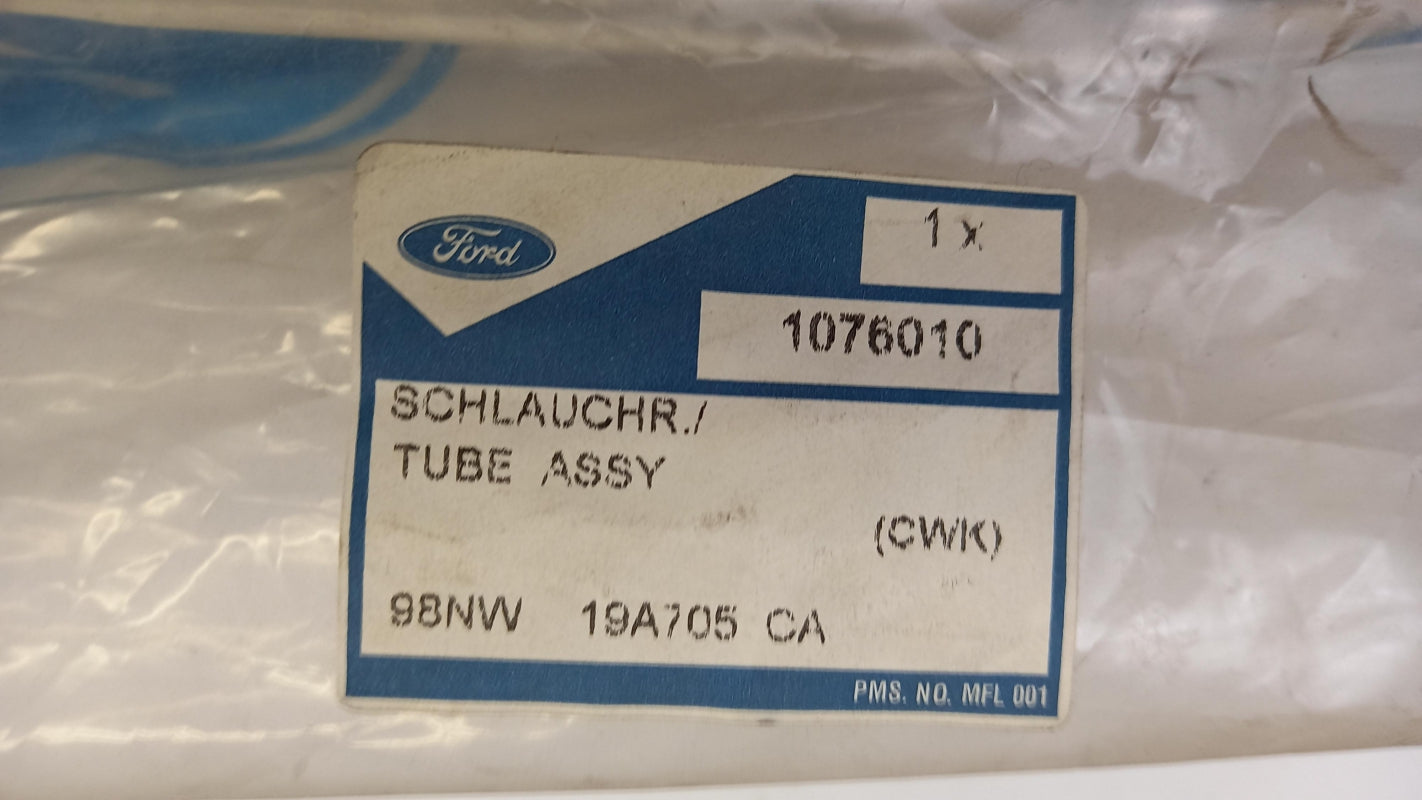 Ford
1 x
1076010
SCHLAUCHR./
TUBE ASSY
(CWK)
98NW 19A705 CA
PMS. NO. MFL 001